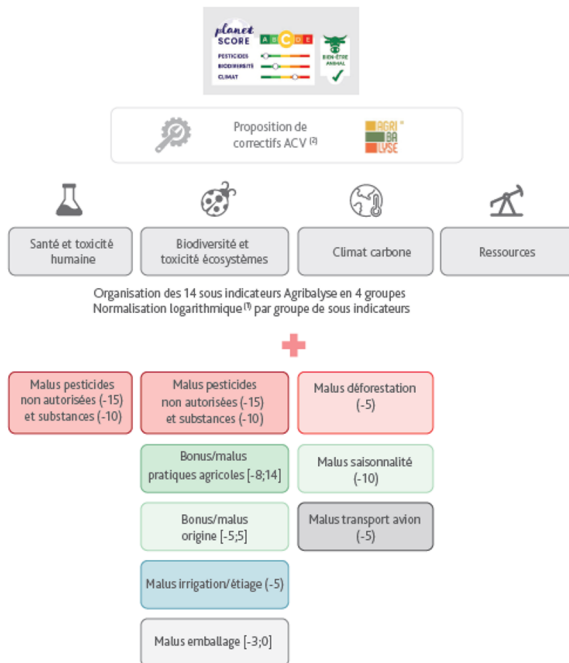 planet
SCORE
A B C D E
PESTICIDES
BIODIVERSITÉ
CLIMAT
BIEN-ÊTRE
ANIMAL
Proposition de
correctifs ACV (2)
AGRI
BA
LYSE
Santé et toxicité
humaine
Biodiversité et
toxicité écosystèmes
Climat carbone
Ressources
Organisation des 14 sous indicateurs Agribalyse en 4 groupes
Normalisation logarithmique (1) par groupe de sous indicateurs
Malus pesticides
non autorisées (-15)
et substances (-10)
Malus pesticides
non autorisées (-15)
et substances (-10)
Malus déforestation
(-5)
Bonus/malus
pratiques agricoles [-8;14]
Malus saisonnalité
(-10)
Bonus/malus
origine [-5;5]
Malus transport avion
(-5)
Malus irrigation/étiage (-5)
Malus emballage [-3;0]